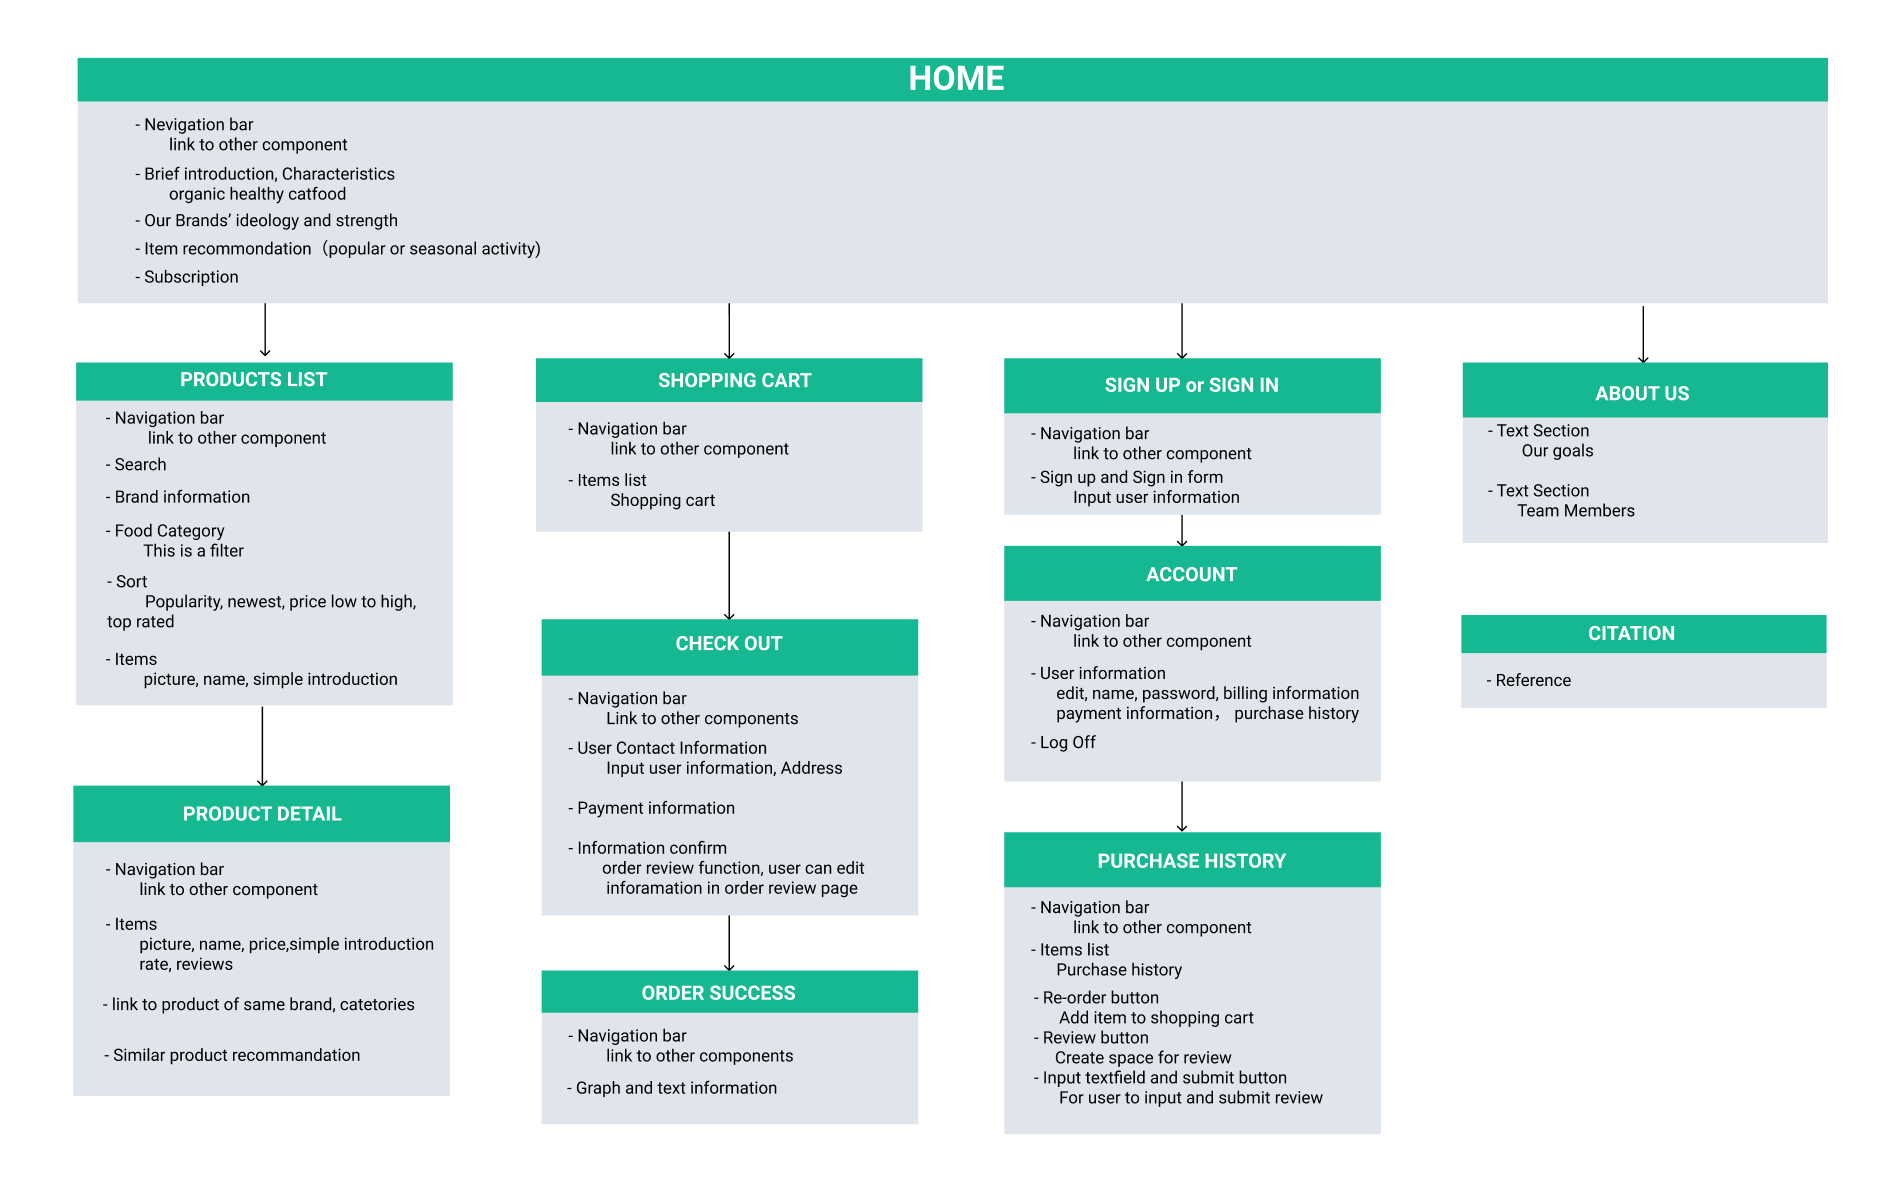 HOME
- Nevigation bar
link to other component
- Brief introduction, Characteristics
organic healthy catfood
- Our Brands’ ideology and strength
- Item recommondation（popular or seasonal activity)
- Subscription
PRODUCTS LIST
- Navigation bar
link to other component
- Search
- Brand information
- Food Category
This is a filter
- Sort
Popularity, newest, price low to high,
top rated
- Items
picture, name, simple introduction
PRODUCT DETAIL
- Navigation bar
link to other component
- Items
picture, name, price,simple introduction
rate, reviews
- link to product of same brand, catetories
- Similar product recommandation
SHOPPING CART
- Navigation bar
link to other component
- Items list
Shopping cart
CHECK OUT
- Navigation bar
Link to other components
- User Contact Information
Input user information, Address
- Payment information
- Information confirm
order review function, user can edit
inforamation in order review page
ORDER SUCCESS
- Navigation bar
link to other components
- Graph and text information
SIGN UP or SIGN IN
- Navigation bar
link to other component
- Sign up and Sign in form
Input user information
ACCOUNT
- Navigation bar
link to other component
- User information
edit, name, password, billing information
payment information， purchase history
- Log Off
PURCHASE HISTORY
- Navigation bar
link to other component
- Items list
Purchase history
- Re-order button
Add item to shopping cart
- Review button
Create space for review
- Input textfield and submit button
For user to input and submit review
ABOUT US
- Text Section
Our goals
- Text Section
Team Members
CITATION
- Reference